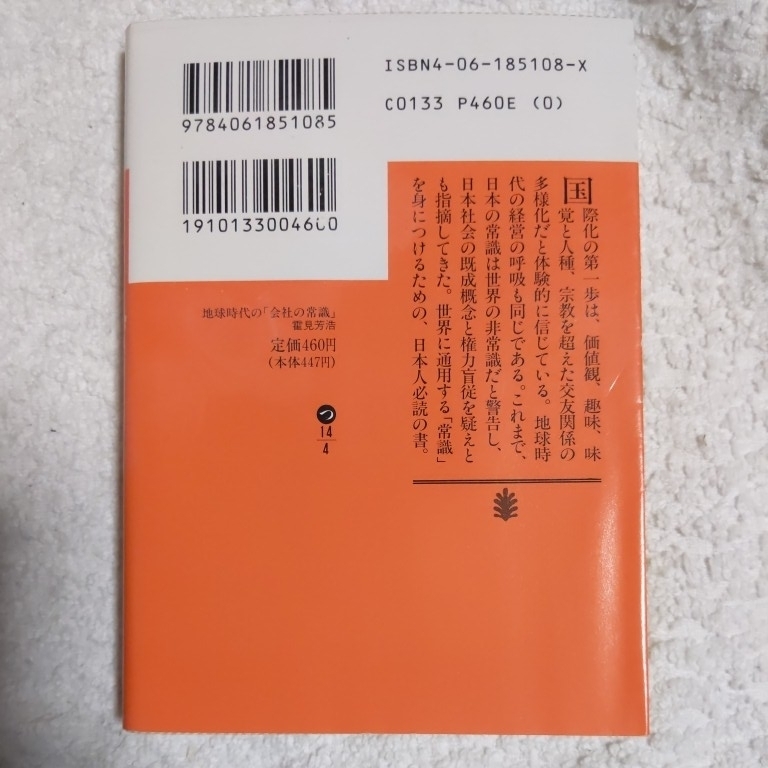 9784061851085
ISBN4-06-185108-X
C0133 P460E (0)
1910133004600
国際化の第一歩は、価値観、趣味、味
覚と人種、宗教を超えた交友関係の
多様化だと体験的に信じている。地球時
代の経営の呼吸も同じである。これまで、
日本の常識は世界の非常識だと警告し、
日本社会の既成概念と権力盲従を疑えと
も指摘してきた。世界に通用する「常識」
を身につけるための、日本人必読の書。
地球時代の「会社の常識」
霍見芳浩
定価460円
(本体447円)
つ
14
4